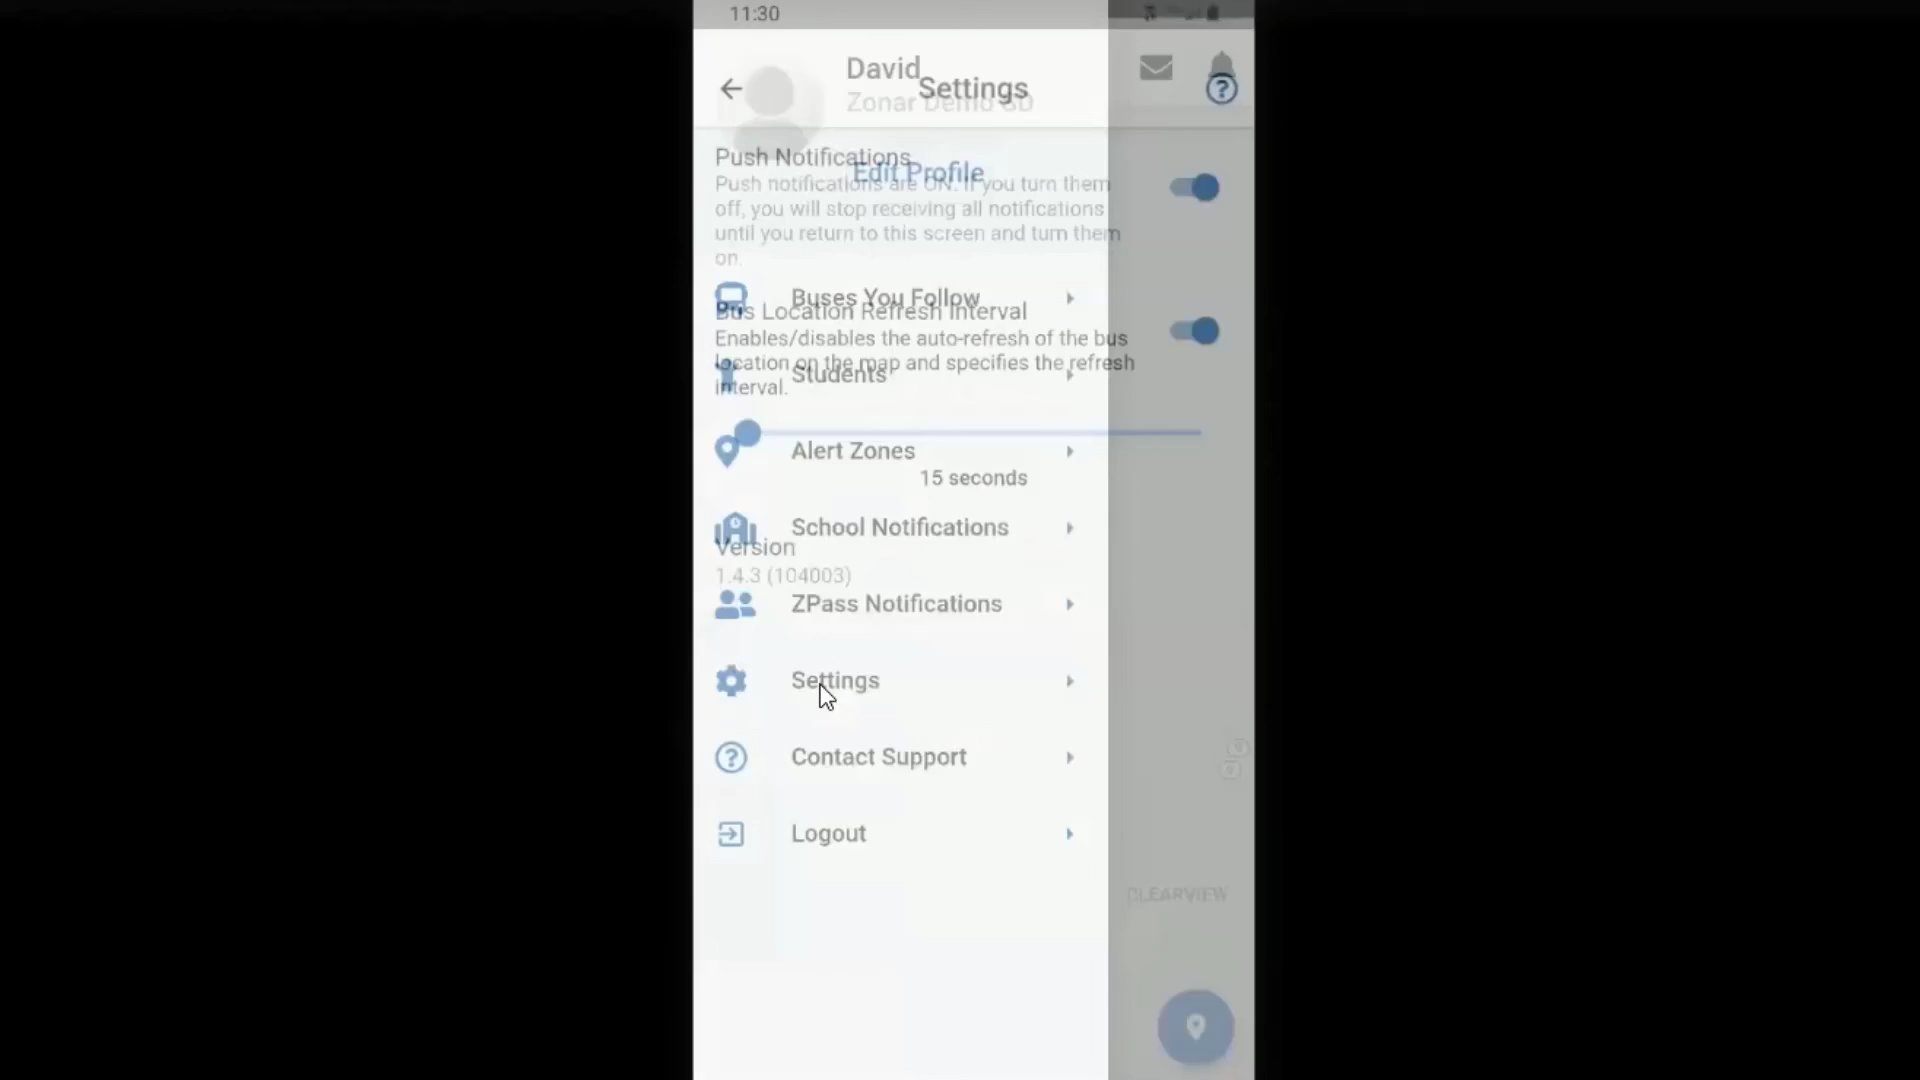 11:30
David
Settings
Zonar Demo SD
Push Notifications
Edit Profile
Push notifications are ON. If you turn them
off, you will stop receiving all notifications
until you return to this screen and turn them
on.
Buses You Follow
Bus Location Refresh Interval
Enables/disables the auto-refresh of the bus
location on the map and specifies the refresh
Students
interval.
Alert Zones
15 seconds
School Notifications
Version
1.4.3 (104003)
ZPass Notifications
Settings
Contact Support
Logout
CLEARVIEW